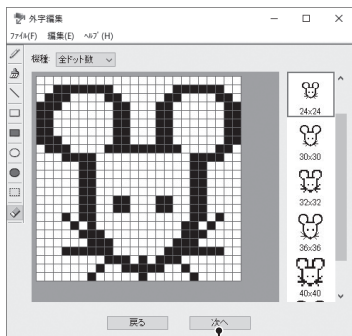 外字編集
ﾌｧｲﾙ(F) 編集(E) ﾍﾙﾌﾟ(H)
機種: 全ドット数
24x24
30x30
32x32
36x36
40x40
戻る 次へ